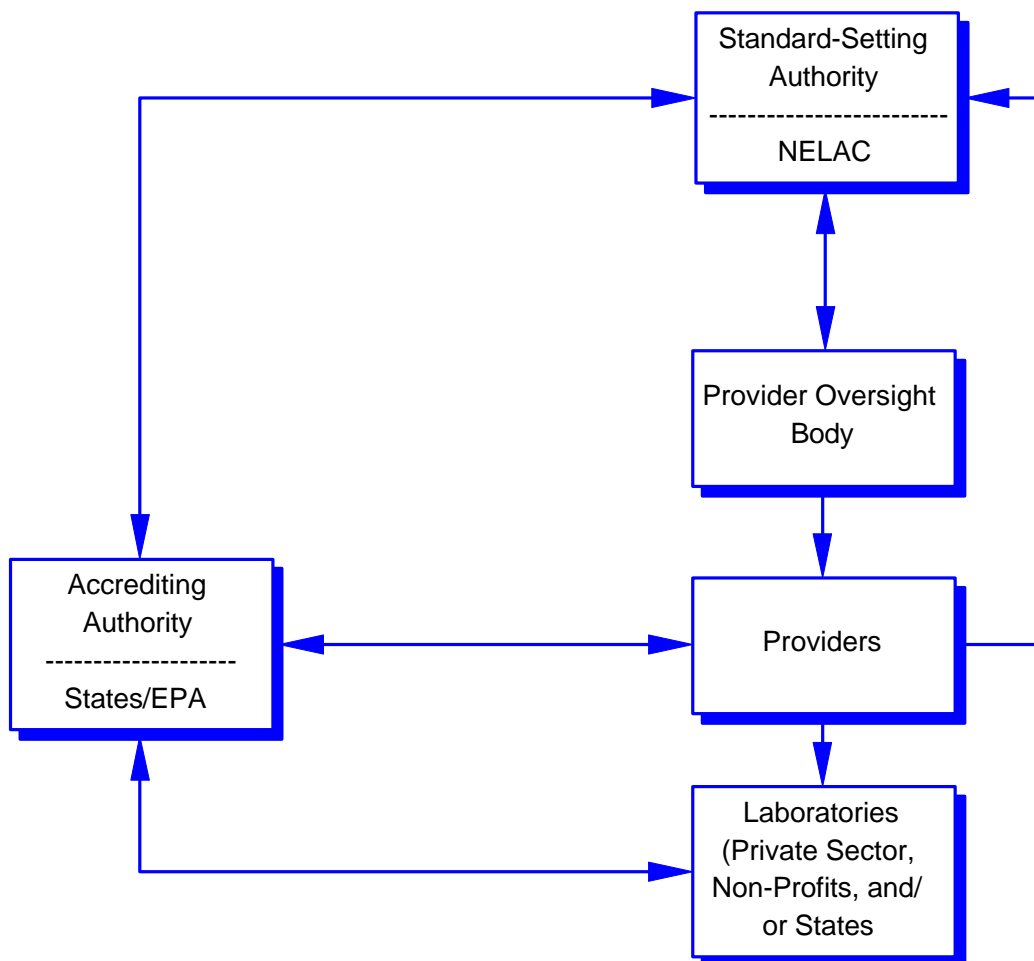 Standard-Setting
Authority
--------------------------
NELAC
Provider Oversight
Body
Accrediting
Authority
--------------------
States/EPA
Providers
Laboratories
(Private Sector,
Non-Profits, and/
or States